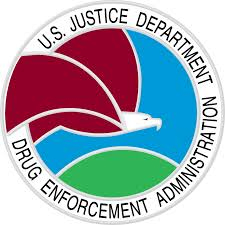 U.S. JUSTICE DEPARTMENT
DRUG ENFORCEMENT ADMINISTRATION